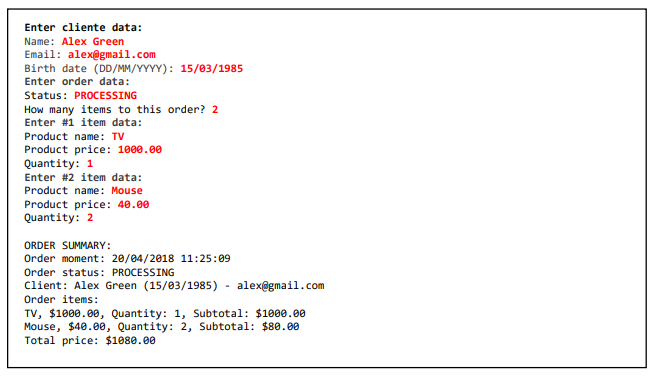 Enter cliente data:
Name: Alex Green
Email: alex@gmail.com
Birth date (DD/MM/YYYY): 15/03/1985
Enter order data:
Status: PROCESSING
How many items to this order? 2
Enter #1 item data:
Product name: TV
Product price: 1000.00
Quantity: 1
Enter #2 item data:
Product name: Mouse
Product price: 40.00
Quantity: 2

ORDER SUMMARY:
Order moment: 20/04/2018 11:25:09
Order status: PROCESSING
Client: Alex Green (15/03/1985) - alex@gmail.com
Order items:
TV, $1000.00, Quantity: 1, Subtotal: $1000.00
Mouse, $40.00, Quantity: 2, Subtotal: $80.00
Total price: $1080.00